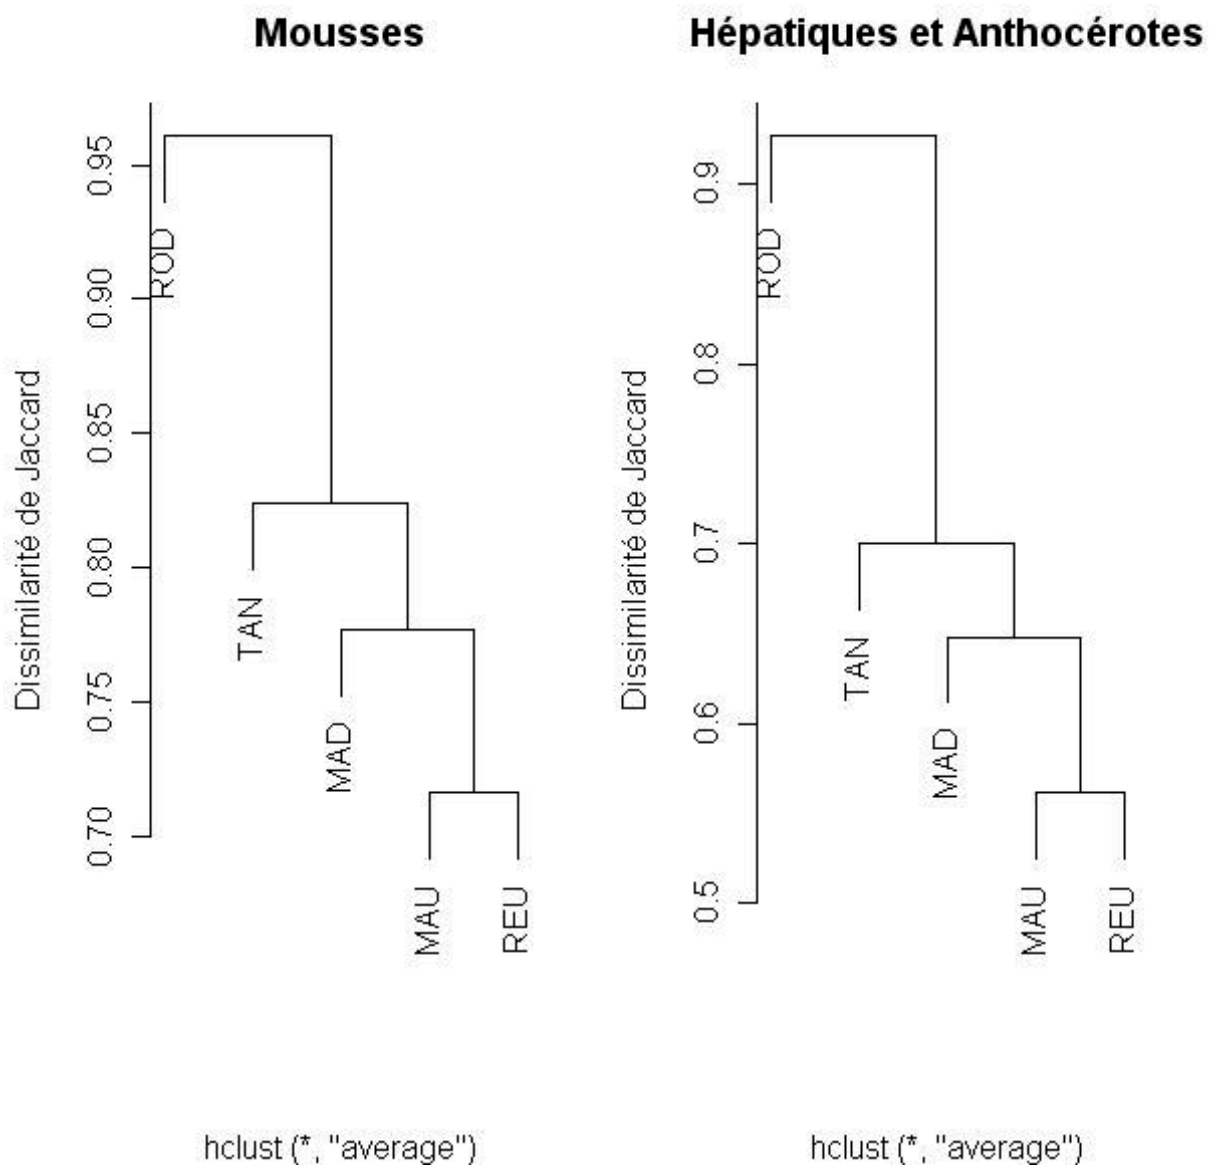 Mousses
Dissimilarité de Jaccard
0.95
0.90
0.85
0.80
0.75
0.70
ROD
TAN
MAD
MAU
REU
hclust (*, "average")
Hépatiques et Anthocérotes
Dissimilarité de Jaccard
0.9
0.8
0.7
0.6
0.5
ROD
TAN
MAD
MAU
REU
hclust (*, "average")